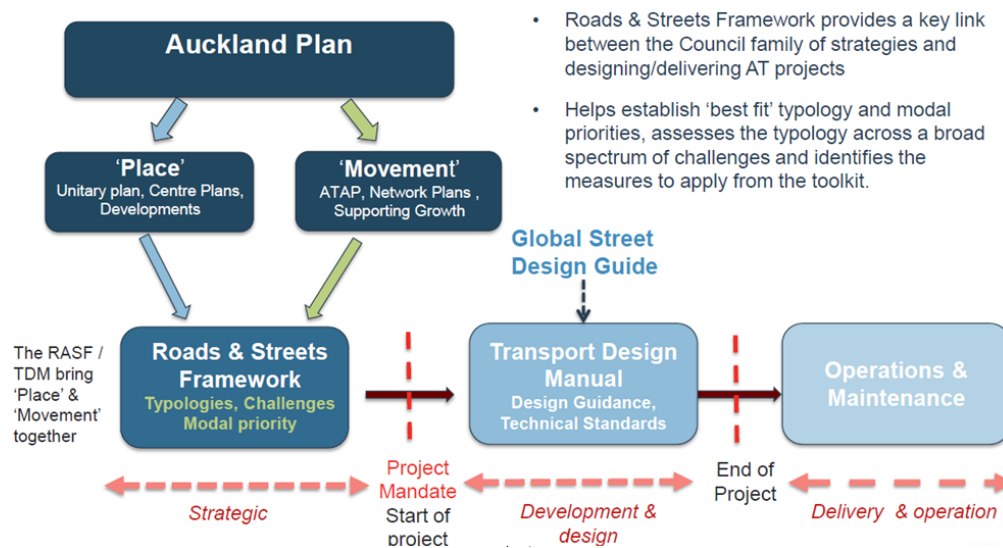 Auckland Plan
• Roads & Streets Framework provides a key link
between the Council family of strategies and
designing/delivering AT projects
• Helps establish ‘best fit’ typology and modal
priorities, assesses the typology across a broad
spectrum of challenges and identifies the
measures to apply from the toolkit.
‘Place’
Unitary plan, Centre Plans,
Developments
‘Movement’
ATAP, Network Plans ,
Supporting Growth
Global Street
Design Guide
The RASF /
TDM bring
‘Place’ &
‘Movement’
together
Roads & Streets
Framework
Typologies, Challenges
Modal priority
Transport Design
Manual
Design Guidance,
Technical Standards
Operations &
Maintenance
Strategic
Project
Mandate
Start of
project
Development &
design
End of
Project
Delivery & operation